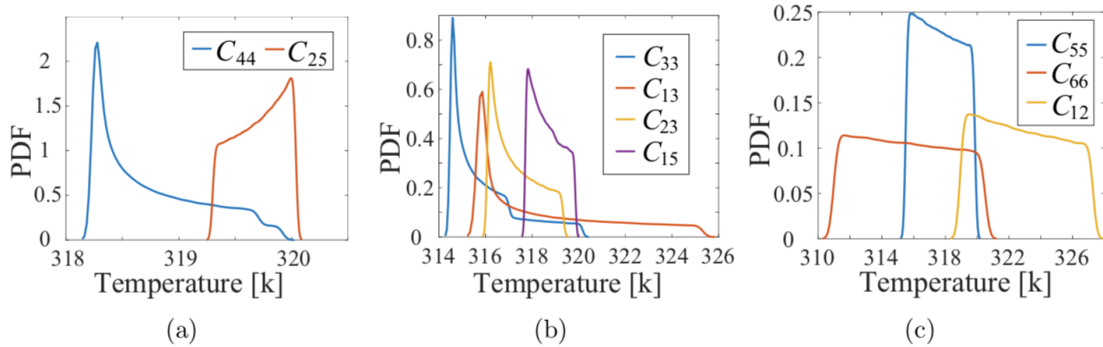 PDF
2
1.5
1
0.5
0
318 319 320
Temperature [k]
C44 C25
(a)
PDF
0.8
0.6
0.4
0.2
0
314 316 318 320 322 324 326
Temperature [k]
C33
C13
C23
C15
(b)
PDF
0.25
0.2
0.15
0.1
0.05
0
310 314 318 322 326
Temperature [k]
C55
C66
C12
(c)